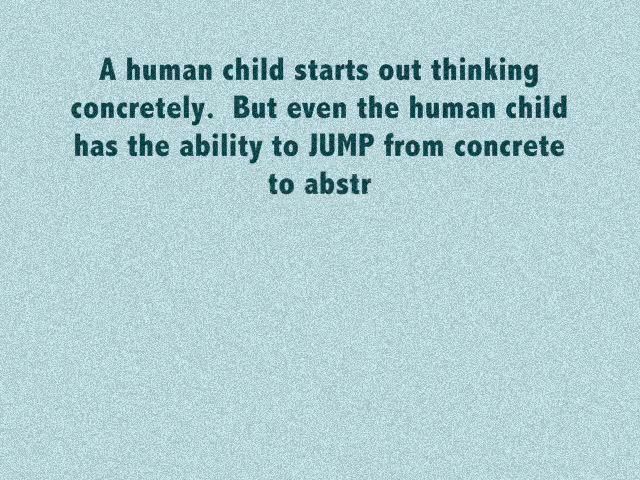 A human child starts out thinking
concretely.  But even the human child
has the ability to JUMP from concrete
to abstr